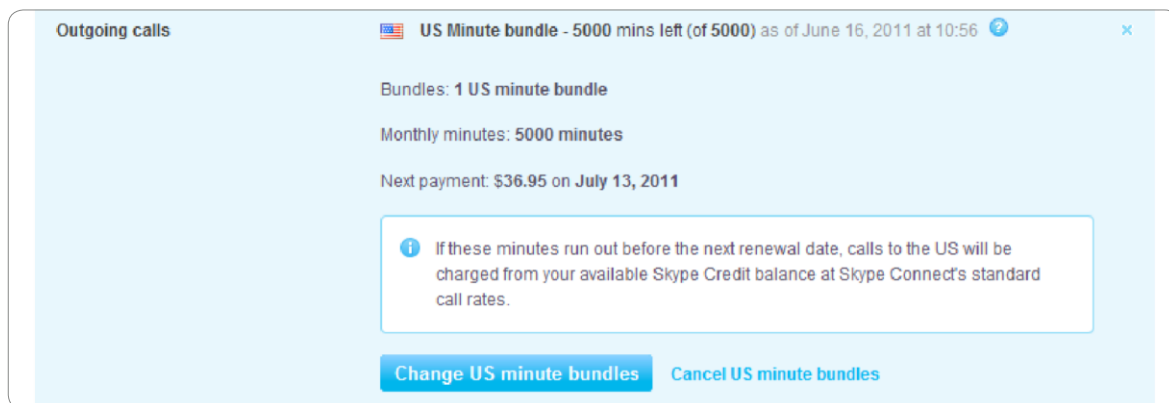 Outgoing calls US Minute bundle - 5000 mins left (of 5000) as of June 16, 2011 at 10:56 ? ×
Bundles: 1 US minute bundle
Monthly minutes: 5000 minutes
Next payment: $36.95 on July 13, 2011
i If these minutes run out before the next renewal date, calls to the US will be
charged from your available Skype Credit balance at Skype Connect's standard
call rates.
Change US minute bundles Cancel US minute bundles